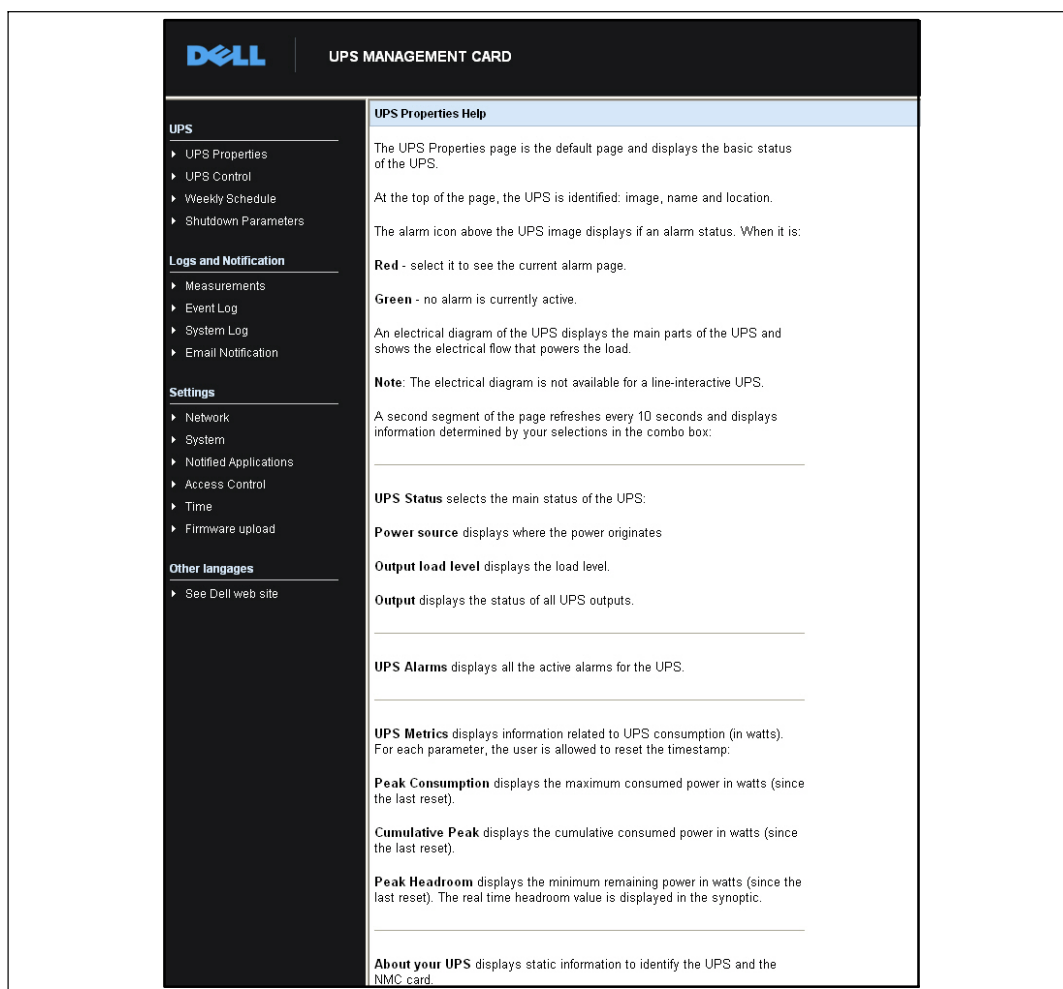 DELL
UPS MANAGEMENT CARD
UPS
UPS Properties
UPS Control
Weekly Schedule
Shutdown Parameters
Logs and Notification
Measurements
Event Log
System Log
Email Notification
Settings
Network
System
Notified Applications
Access Control
Time
Firmware upload
Other langages
See Dell web site
UPS Properties Help
The UPS Properties page is the default page and displays the basic status
of the UPS.
At the top of the page, the UPS is identified: image, name and location.
The alarm icon above the UPS image displays if an alarm status. When it is:
Red - select it to see the current alarm page.
Green - no alarm is currently active.
An electrical diagram of the UPS displays the main parts of the UPS and
shows the electrical flow that powers the load.
Note: The electrical diagram is not available for a line-interactive UPS.
A second segment of the page refreshes every 10 seconds and displays
information determined by your selections in the combo box:
UPS Status selects the main status of the UPS:
Power source displays where the power originates
Output load level displays the load level.
Output displays the status of all UPS outputs.
UPS Alarms displays all the active alarms for the UPS.
UPS Metrics displays information related to UPS consumption (in watts).
For each parameter, the user is allowed to reset the timestamp:
Peak Consumption displays the maximum consumed power in watts (since
the last reset).
Cumulative Peak displays the cumulative consumed power in watts (since
the last reset).
Peak Headroom displays the minimum remaining power in watts (since the
last reset). The real time headroom value is displayed in the synoptic.
About your UPS displays static information to identify the UPS and the
NMC card.